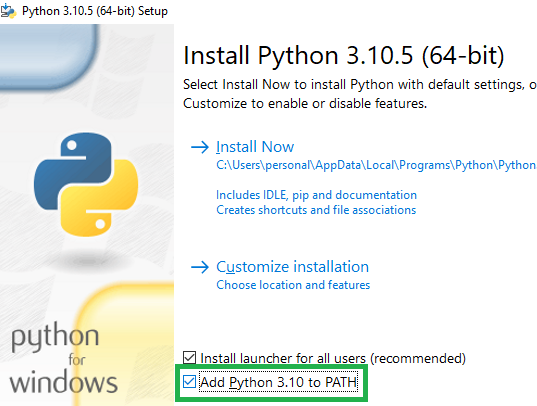 Python 3.10.5 (64-bit) Setup
Install Python 3.10.5 (64-bit)
Select Install Now to install Python with default settings, o
Customize to enable or disable features.
Install Now
C:\Users\personal\AppData\Local\Programs\Python\Python
Includes IDLE, pip and documentation
Creates shortcuts and file associations
Customize installation
Choose location and features
Install launcher for all users (recommended)
Add Python 3.10 to PATH
python
for
windows